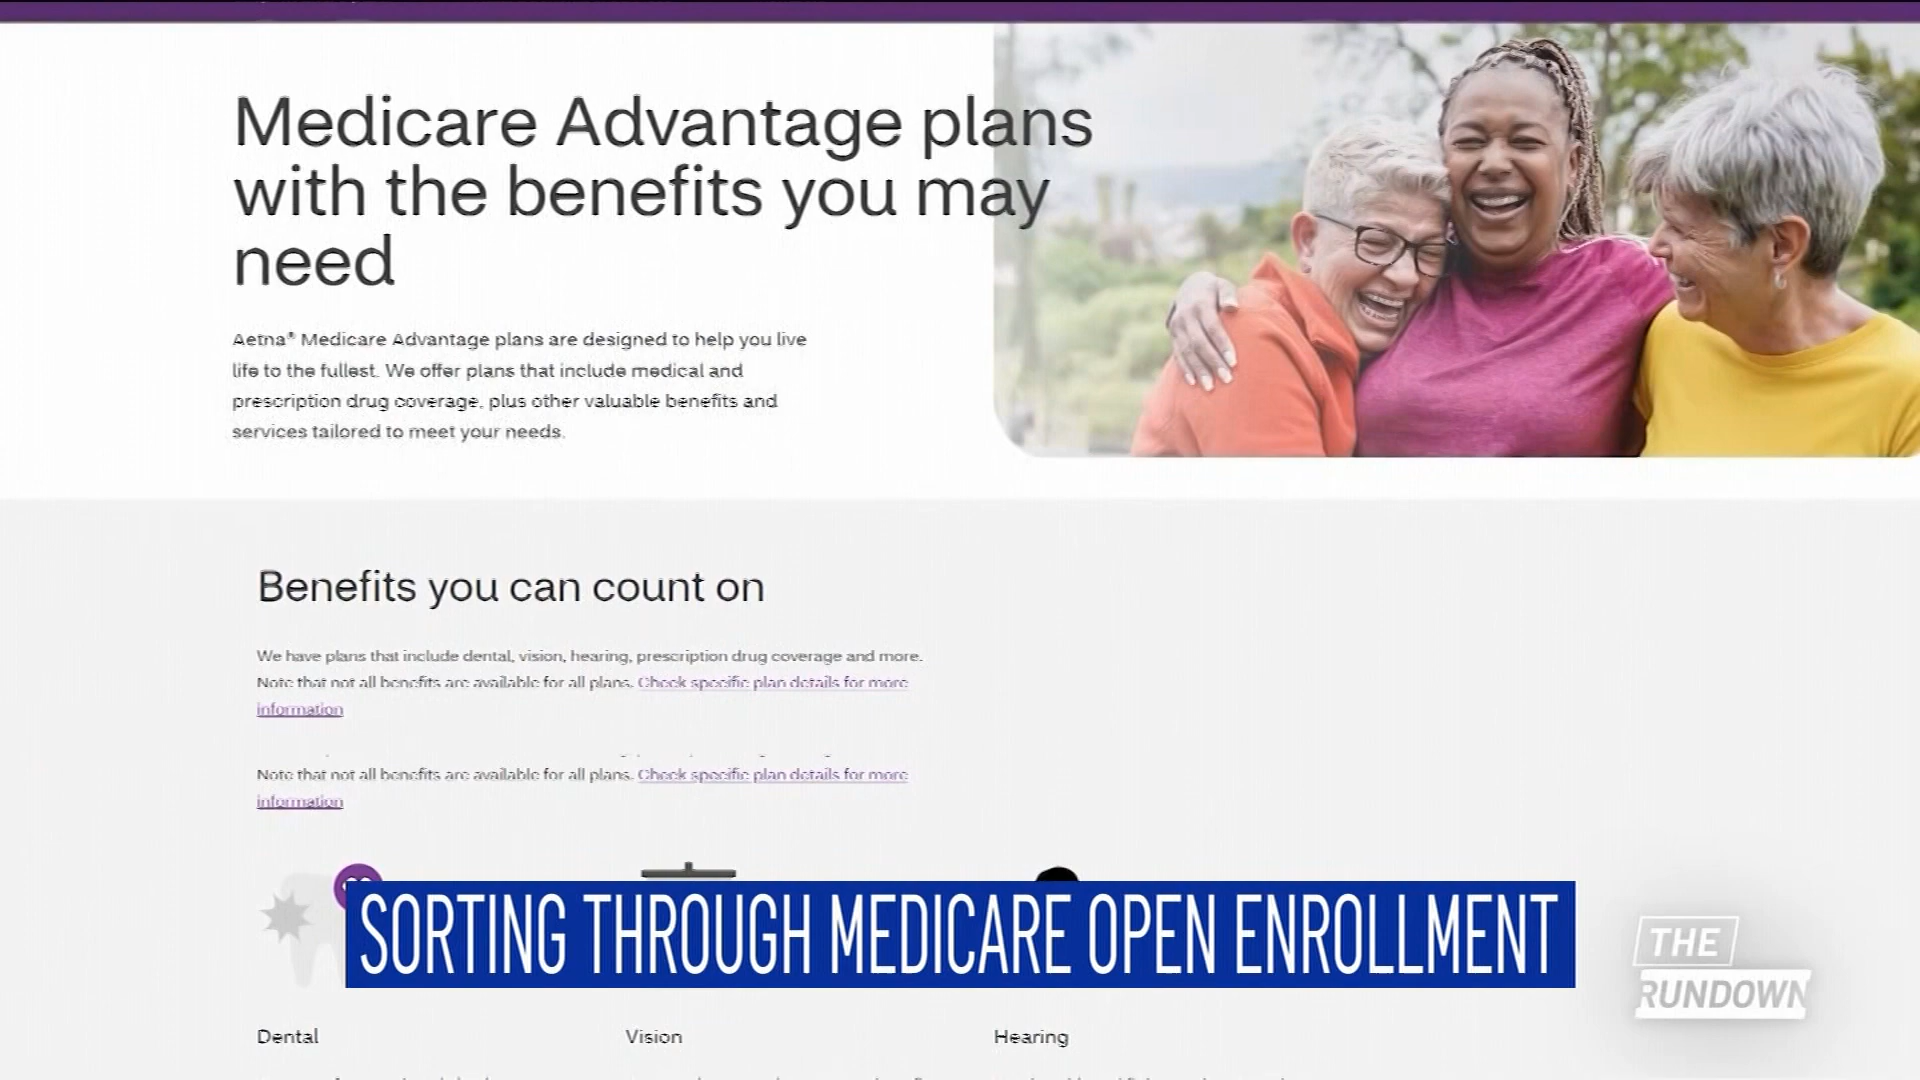 Medicare Advantage plans
with the benefits you may
need
Aetna® Medicare Advantage plans are designed to help you live
life to the fullest. We offer plans that include medical and
prescription drug coverage, plus other valuable benefits and
services tailored to meet your needs.
Benefits you can count on
We have plans that include dental, vision, hearing, prescription drug coverage and more.
Note that not all benefits are available for all plans. Check specific plan details for more
information
Note that not all benefits are available for all plans. Check specific plan details for more
information
SORTING THROUGH MEDICARE OPEN ENROLLMENT
THE
RUNDOWN
Dental
Vision
Hearing